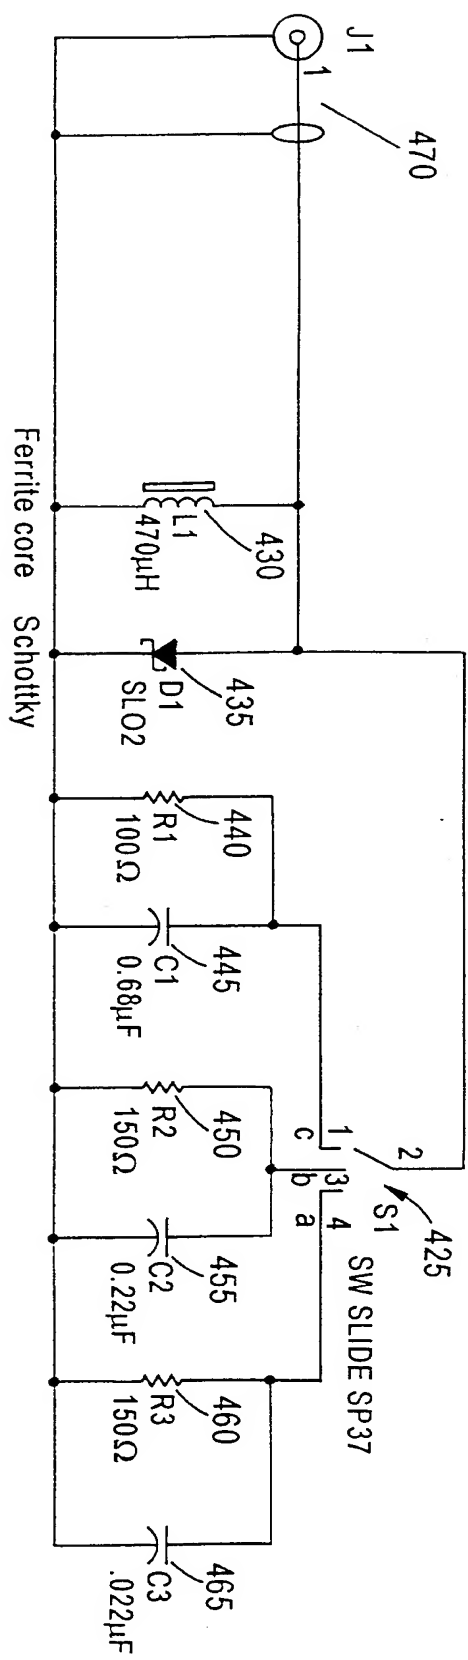 J1
1
470
430
L1
470μH
Ferrite core
435
D1
SL02
Schottky
440
R1
100Ω
445
C1
0.68μF
450
R2
150Ω
455
C2
0.22μF
460
R3
150Ω
465
C3
.022μF
1
c
2
3
b
4
a
S1
425
SW SLIDE SP37